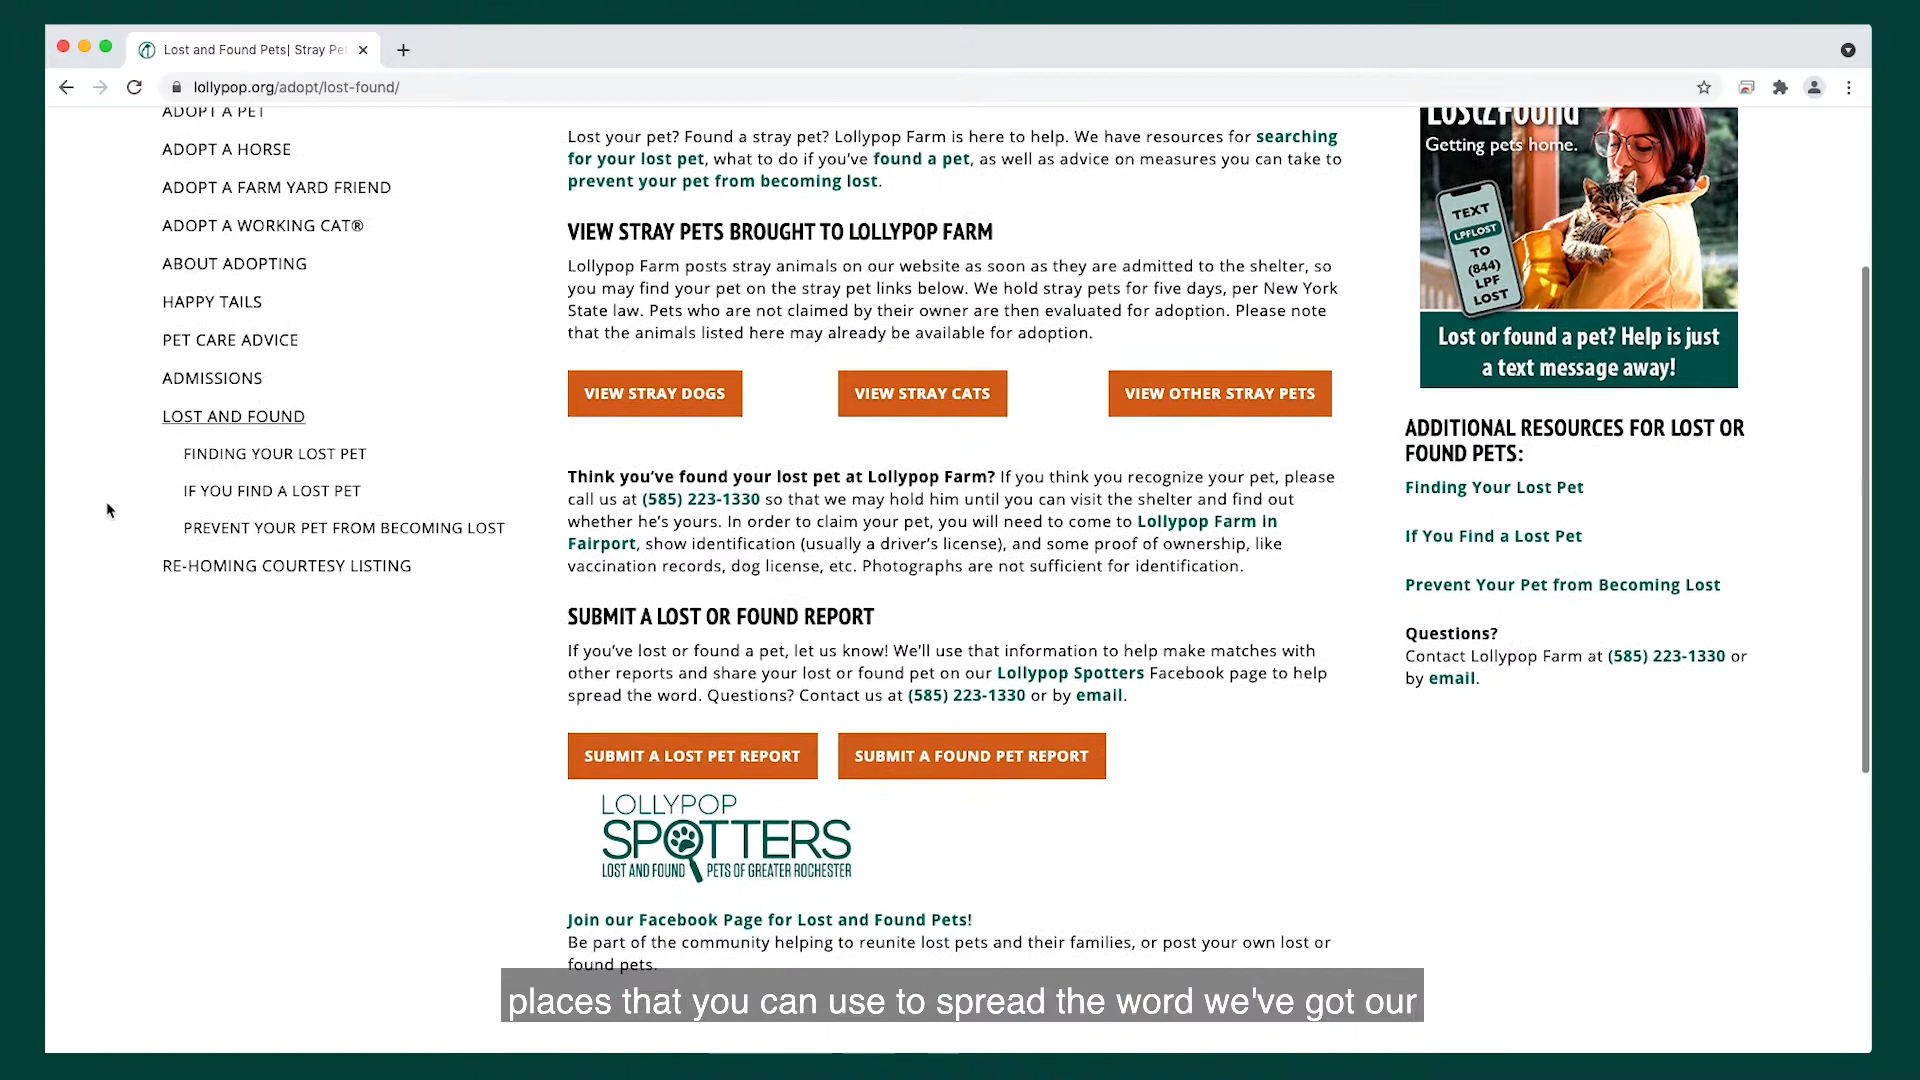 Lost and Found Pets| Stray Pet
lollypop.org/adopt/lost-found/
ADOPT A PET
ADOPT A HORSE
ADOPT A FARM YARD FRIEND
ADOPT A WORKING CAT®
ABOUT ADOPTING
HAPPY TAILS
PET CARE ADVICE
ADMISSIONS
LOST AND FOUND
FINDING YOUR LOST PET
IF YOU FIND A LOST PET
PREVENT YOUR PET FROM BECOMING LOST
RE-HOMING COURTESY LISTING
Lost your pet? Found a stray pet? Lollypop Farm is here to help. We have resources for searching
for your lost pet, what to do if you've found a pet, as well as advice on measures you can take to
prevent your pet from becoming lost.
VIEW STRAY PETS BROUGHT TO LOLLYPOP FARM
Lollypop Farm posts stray animals on our website as soon as they are admitted to the shelter, so
you may find your pet on the stray pet links below. We hold stray pets for five days, per New York
State law. Pets who are not claimed by their owner are then evaluated for adoption. Please note
that the animals listed here may already be available for adoption.
VIEW STRAY DOGS
VIEW STRAY CATS
VIEW OTHER STRAY PETS
Think you've found your lost pet at Lollypop Farm? If you think you recognize your pet, please
call us at (585) 223-1330 so that we may hold him until you can visit the shelter and find out
whether he's yours. In order to claim your pet, you will need to come to Lollypop Farm in
Fairport, show identification (usually a driver's license), and some proof of ownership, like
vaccination records, dog license, etc. Photographs are not sufficient for identification.
SUBMIT A LOST OR FOUND REPORT
If you've lost or found a pet, let us know! We'll use that information to help make matches with
other reports and share your lost or found pet on our Lollypop Spotters Facebook page to help
spread the word. Questions? Contact us at (585) 223-1330 or by email.
SUBMIT A LOST PET REPORT
SUBMIT A FOUND PET REPORT
LOLLYPOP
SPOTTERS
LOST AND FOUND PETS OF GREATER ROCHESTER
Join our Facebook Page for Lost and Found Pets!
Be part of the community helping to reunite lost pets and their families, or post your own lost or
found pets.
Lost2Found
Getting pets home.
TEXT
LPFLOST
TO
(844)
LPF
LOST
Lost or found a pet? Help is just
a text message away!
ADDITIONAL RESOURCES FOR LOST OR
FOUND PETS:
Finding Your Lost Pet
If You Find a Lost Pet
Prevent Your Pet from Becoming Lost
Questions?
Contact Lollypop Farm at (585) 223-1330 or
by email.
places that you can use to spread the word we've got our